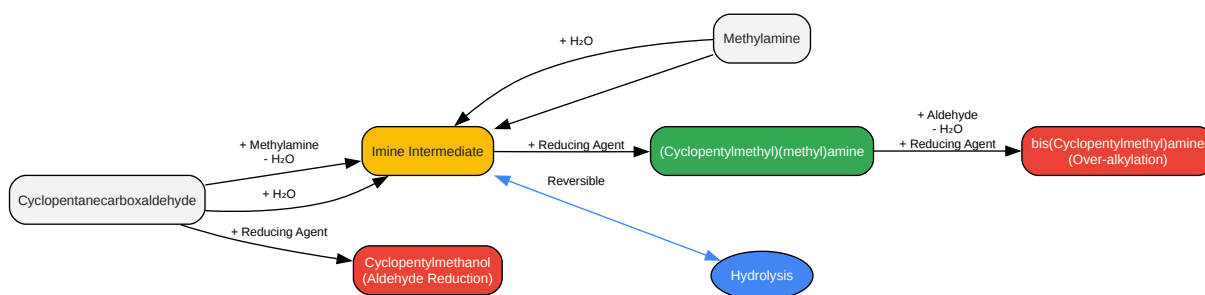 Methylamine
+ H₂O
+ Methylamine
- H₂O
Imine Intermediate
+ Reducing Agent
(Cyclopentylmethyl)(methyl)amine
+ Aldehyde
- H₂O
+ Reducing Agent
bis(Cyclopentylmethyl)amine
(Over-alkylation)
Cyclopentanecarboxaldehyde
+ H₂O
Reversible
+ Reducing Agent
Cyclopentylmethanol
(Aldehyde Reduction)
Hydrolysis